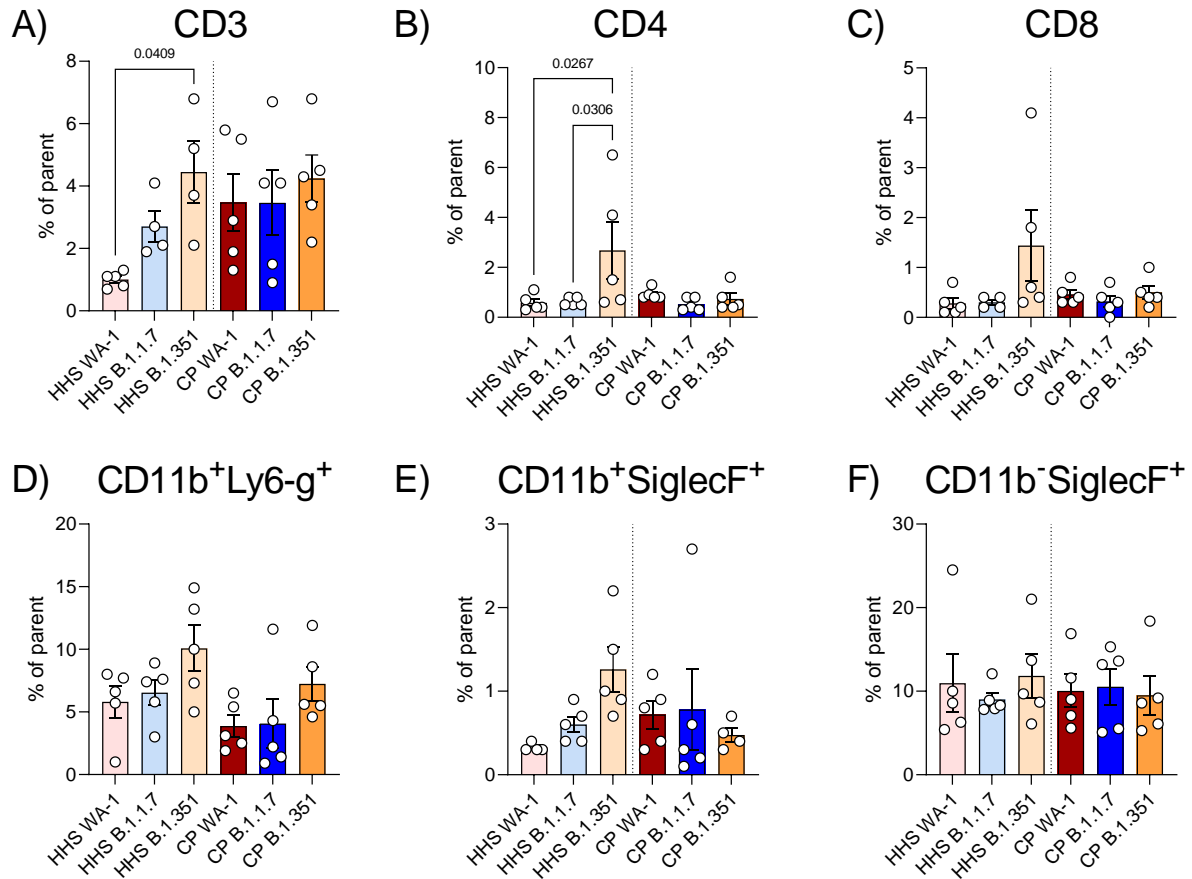 A) CD3
% of parent
8
6
4
2
0
0.0409
HHS WA-1
HHS B.1.1.7
HHS B.1.351
CP WA-1
CP B.1.1.7
CP B.1.351
B) CD4
% of parent
10
8
6
4
2
0
0.0267
0.0306
HHS WA-1
HHS B.1.1.7
HHS B.1.351
CP WA-1
CP B.1.1.7
CP B.1.351
C) CD8
% of parent
5
4
3
2
1
0
HHS WA-1
HHS B.1.1.7
HHS B.1.351
CP WA-1
CP B.1.1.7
CP B.1.351
D) CD11b⁺Ly6-g⁺
% of parent
20
15
10
5
0
HHS WA-1
HHS B.1.1.7
HHS B.1.351
CP WA-1
CP B.1.1.7
CP B.1.351
E) CD11b⁺SiglecF⁺
% of parent
3
2
1
0
HHS WA-1
HHS B.1.1.7
HHS B.1.351
CP WA-1
CP B.1.1.7
CP B.1.351
F) CD11b⁻SiglecF⁺
% of parent
30
20
10
0
HHS WA-1
HHS B.1.1.7
HHS B.1.351
CP WA-1
CP B.1.1.7
CP B.1.351